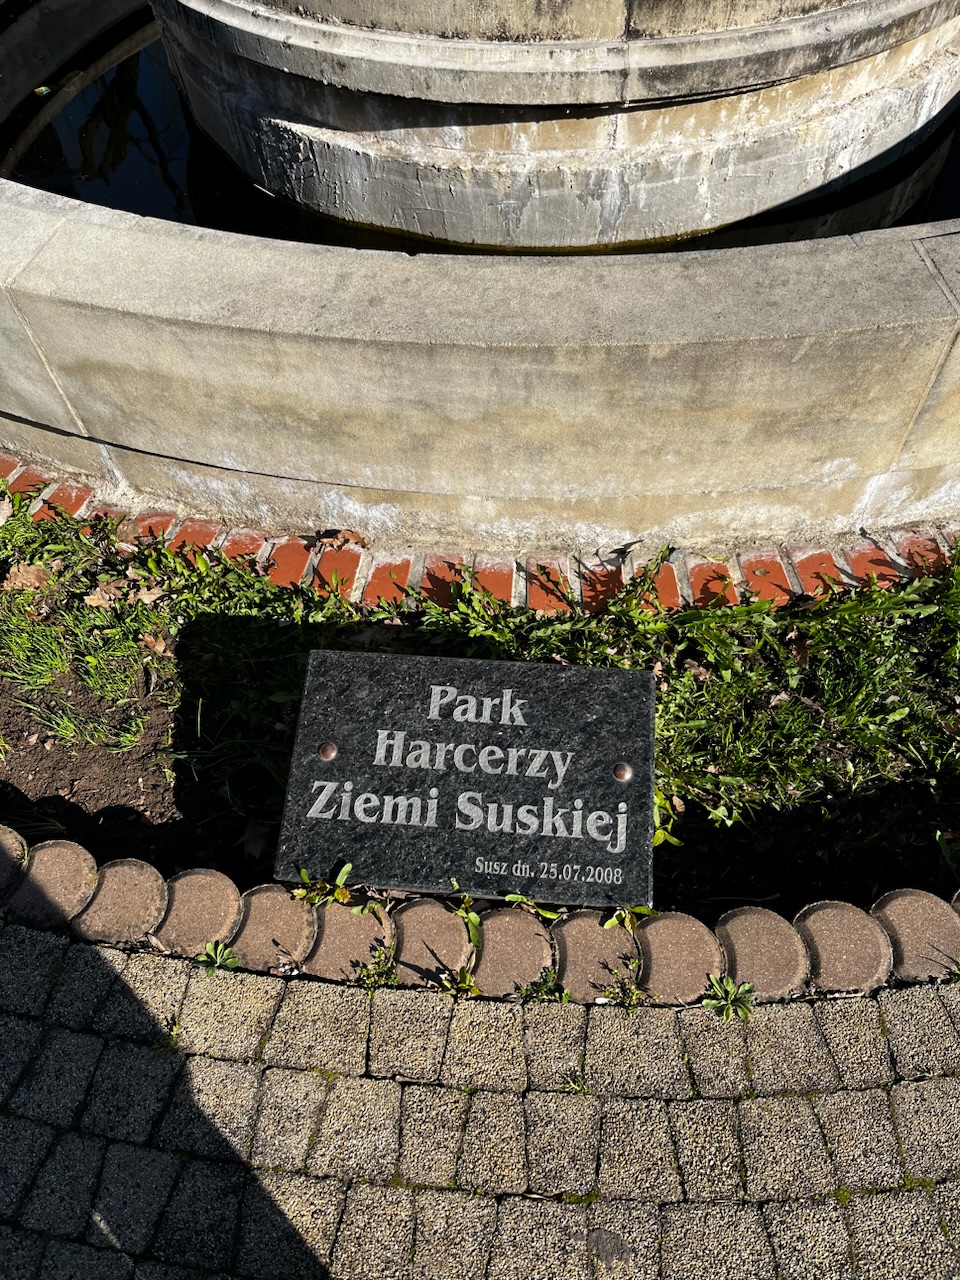 Park
Harcerzy
Ziemi Suskiej
Susz dn. 25.07.2008